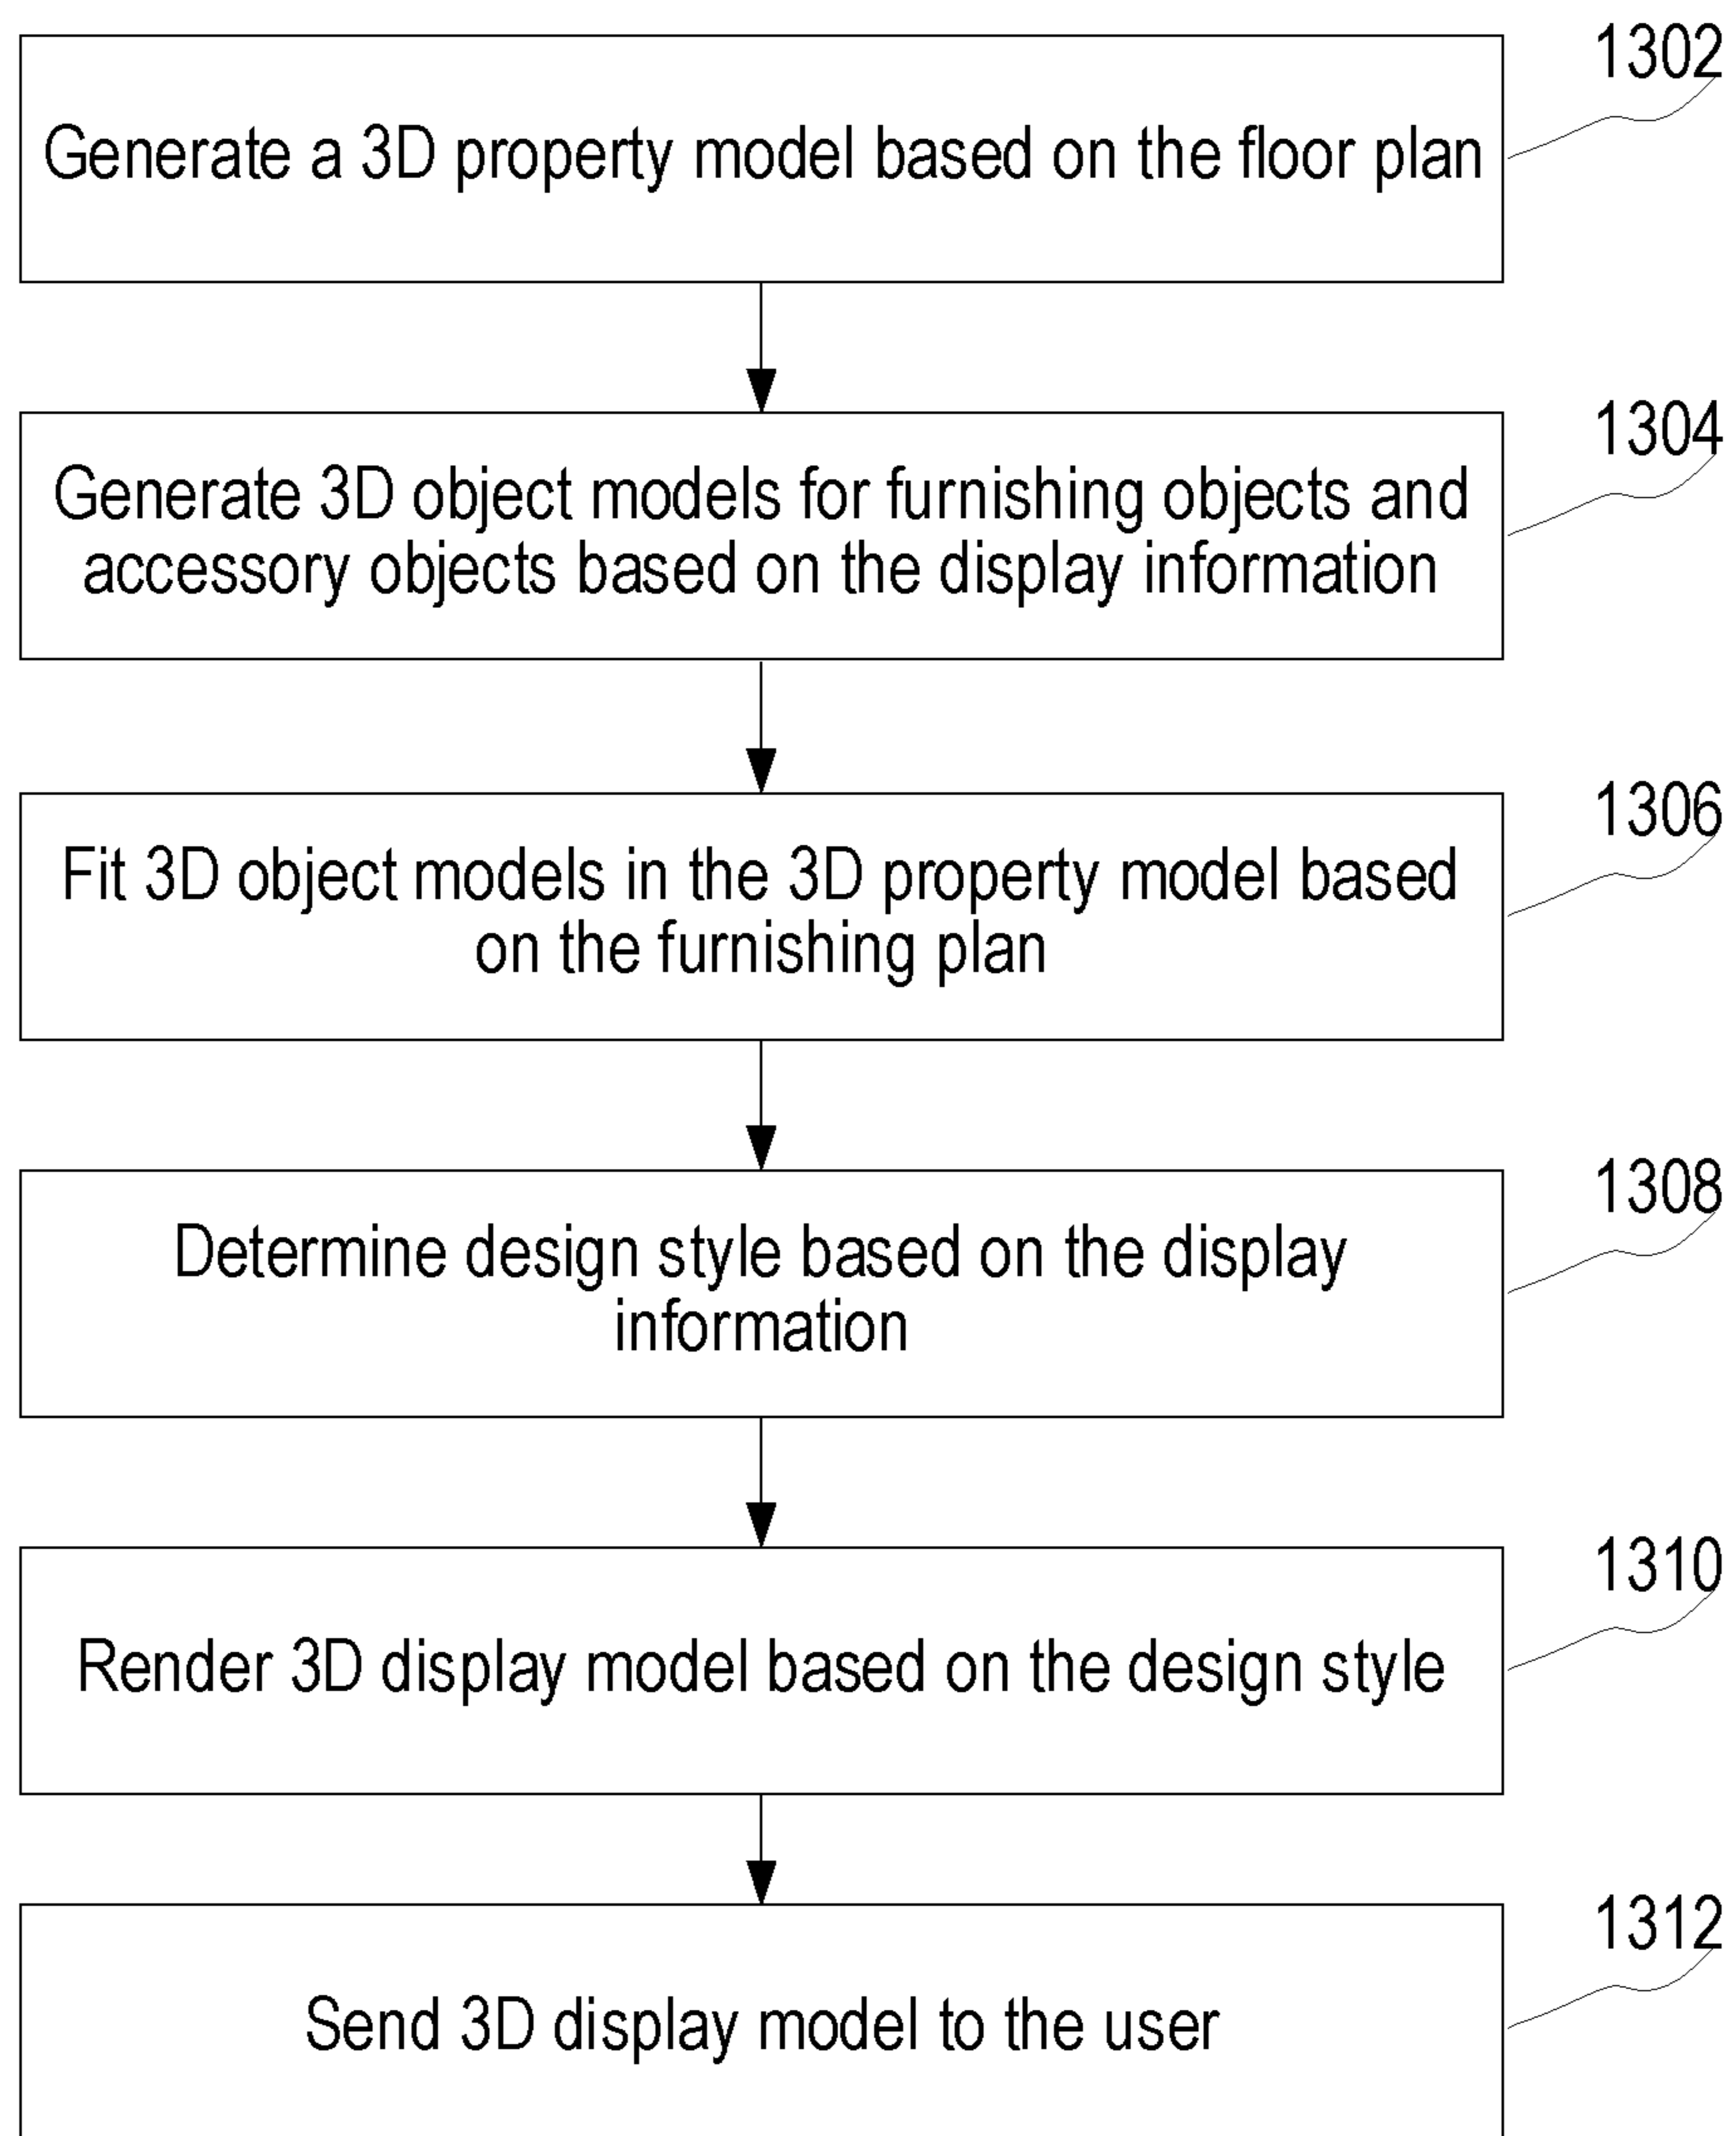 1302
Generate a 3D property model based on the floor plan
1304
Generate 3D object models for furnishing objects and
accessory objects based on the display information
1306
Fit 3D object models in the 3D property model based
on the furnishing plan
1308
Determine design style based on the display
information
1310
Render 3D display model based on the design style
1312
Send 3D display model to the user